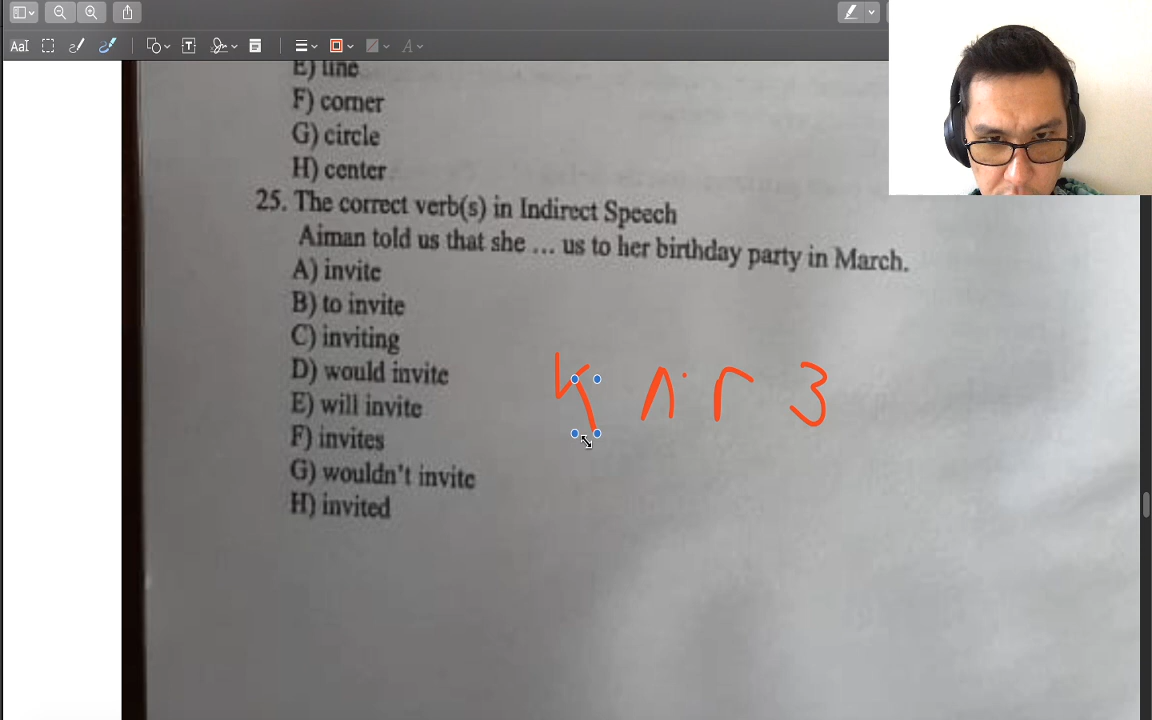 E) line
F) corner
G) circle
H) center
25. The correct verb(s) in Indirect Speech
Aiman told us that she ... us to her birthday party in March.
A) invite
B) to invite
C) inviting
D) would invite
E) will invite
F) invites
G) wouldn't invite
H) invited